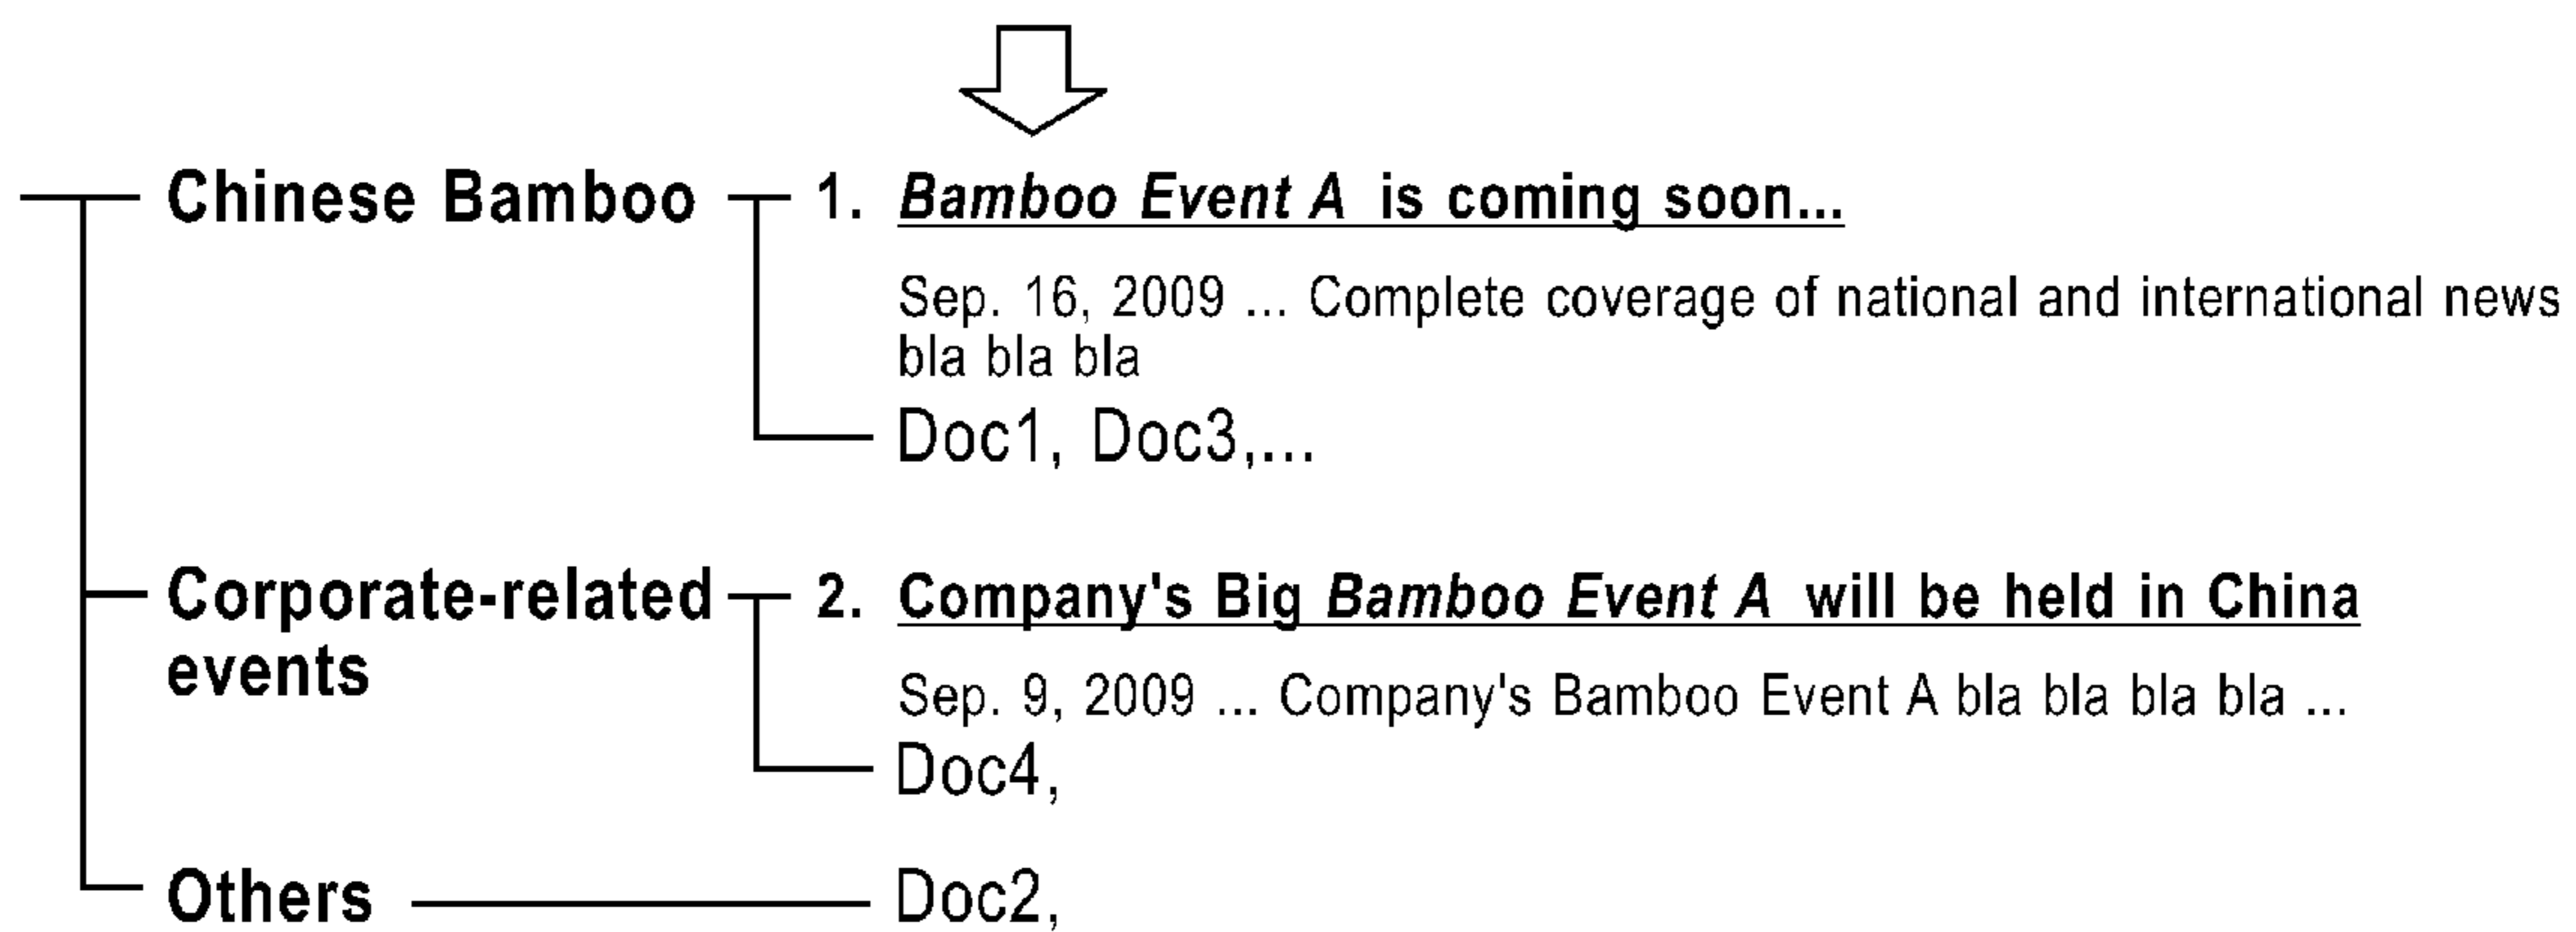 Chinese Bamboo 1. Bamboo Event A is coming soon...
Sep. 16, 2009 ... Complete coverage of national and international news
bla bla bla
Doc1, Doc3,...
Corporate-related events 2. Company's Big Bamboo Event A will be held in China
Sep. 9, 2009 ... Company's Bamboo Event A bla bla bla bla ...
Doc4,
Others Doc2,